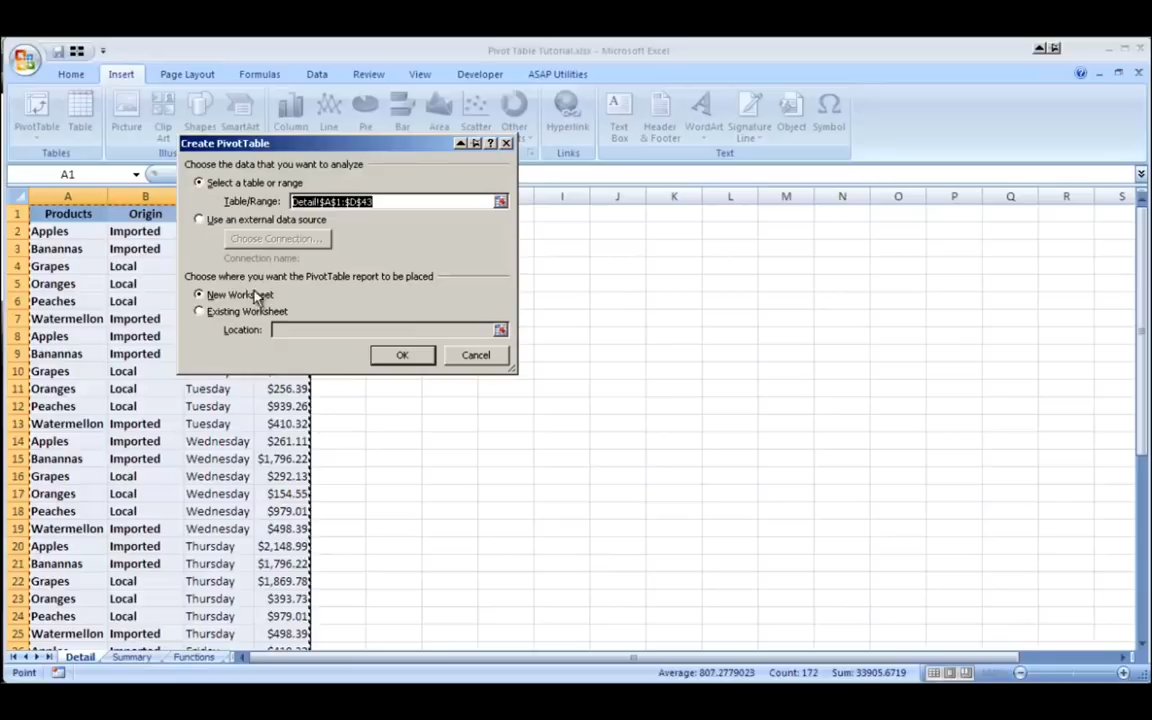 Pivot Table Tutorial.xlsx - Microsoft Excel
Home Insert Page Layout Formulas Data Review View Developer ASAP Utilities
PivotTable Table Picture Clip Art Shapes SmartArt Column Line Pie Bar Area Scatter Other Hyperlink Text Box Header & Footer WordArt Signature Line Object Symbol
Tables Links Text
Create PivotTable
Choose the data that you want to analyze
Select a table or range
Table/Range: Detail!$A$1:$D$43
Use an external data source
Choose Connection...
Connection name:
Choose where you want the PivotTable report to be placed
New Worksheet
Existing Worksheet
Location:
OK Cancel
A1
A B I J K L M N O P Q R S
1 Products Origin
2 Apples Imported
3 Banannas Imported
4 Grapes Local
5 Oranges Local
6 Peaches Local
7 Watermellon Imported
8 Apples Imported
9 Banannas Imported
10 Grapes Local
11 Oranges Local Tuesday $256.39
12 Peaches Local Tuesday $939.26
13 Watermellon Imported Tuesday $410.32
14 Apples Imported Wednesday $261.11
15 Banannas Imported Wednesday $1,796.22
16 Grapes Local Wednesday $292.13
17 Oranges Local Wednesday $154.55
18 Peaches Local Wednesday $979.01
19 Watermellon Imported Wednesday $498.39
20 Apples Imported Thursday $2,148.99
21 Banannas Imported Thursday $1,796.22
22 Grapes Local Thursday $1,869.78
23 Oranges Local Thursday $393.73
24 Peaches Local Thursday $979.01
25 Watermellon Imported Thursday $498.39
Detail Summary Functions
Point Average: 807.2779023 Count: 172 Sum: 33905.6719